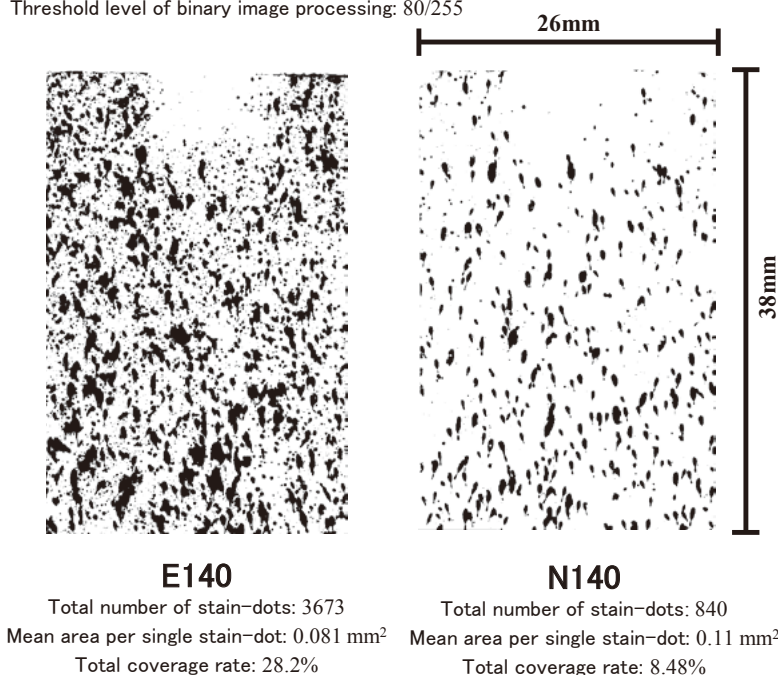 Threshold level of binary image processing: 80/255
26mm
38mm
E140
Total number of stain-dots: 3673
Mean area per single stain-dot: 0.081 mm²
Total coverage rate: 28.2%
N140
Total number of stain-dots: 840
Mean area per single stain-dot: 0.11 mm²
Total coverage rate: 8.48%